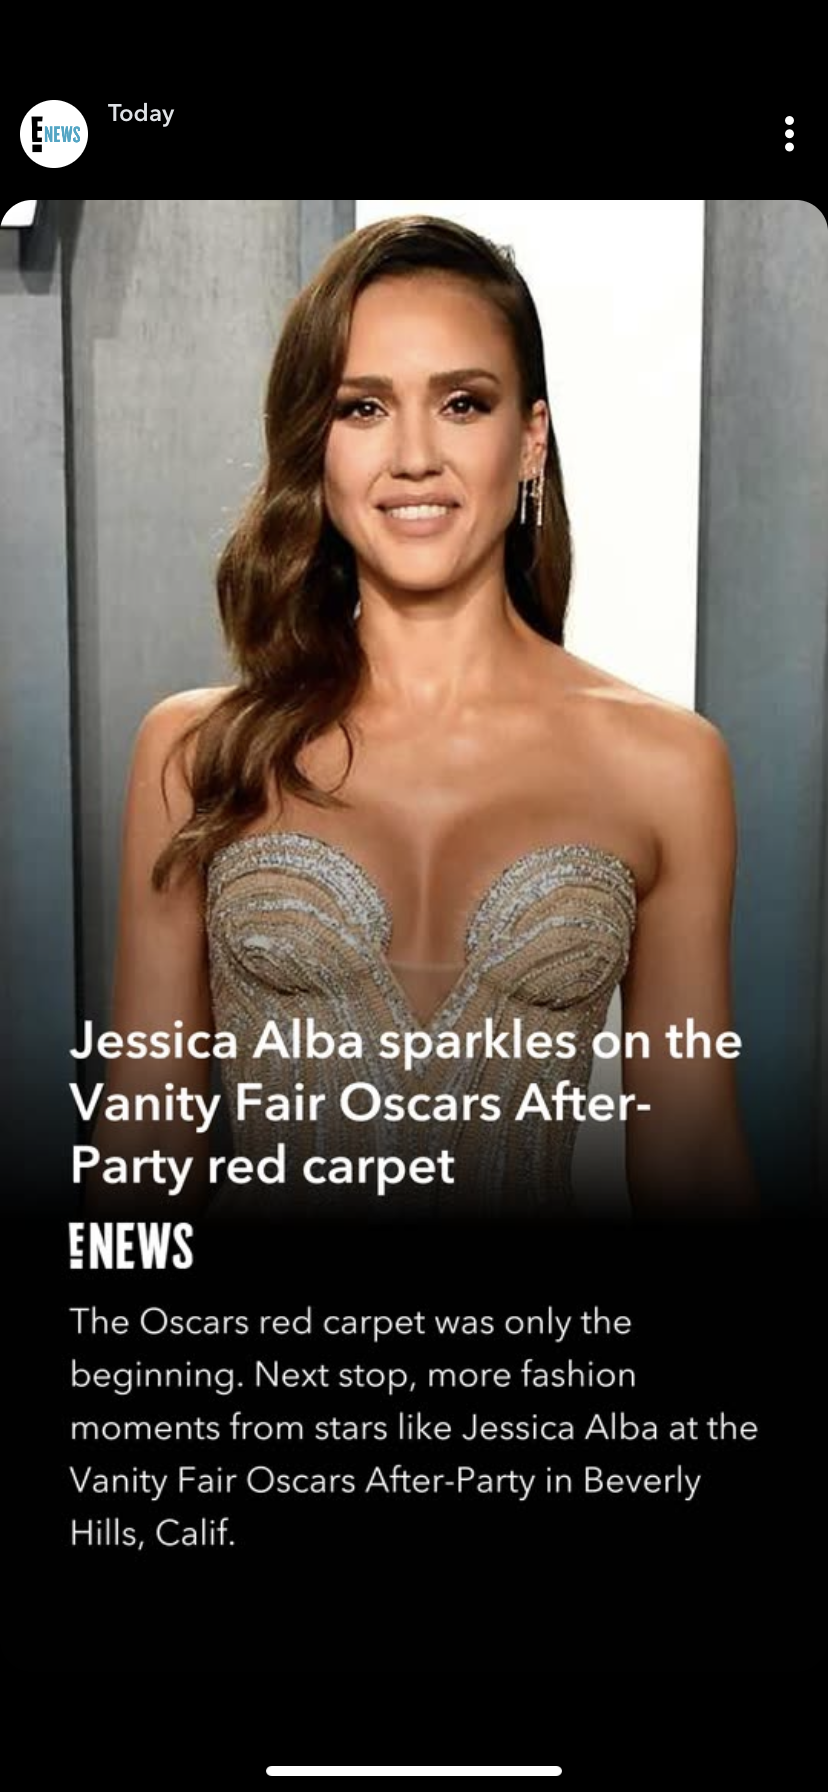 E NEWS
Today
Jessica Alba sparkles on the
Vanity Fair Oscars After-
Party red carpet
E NEWS
The Oscars red carpet was only the
beginning. Next stop, more fashion
moments from stars like Jessica Alba at the
Vanity Fair Oscars After-Party in Beverly
Hills, Calif.